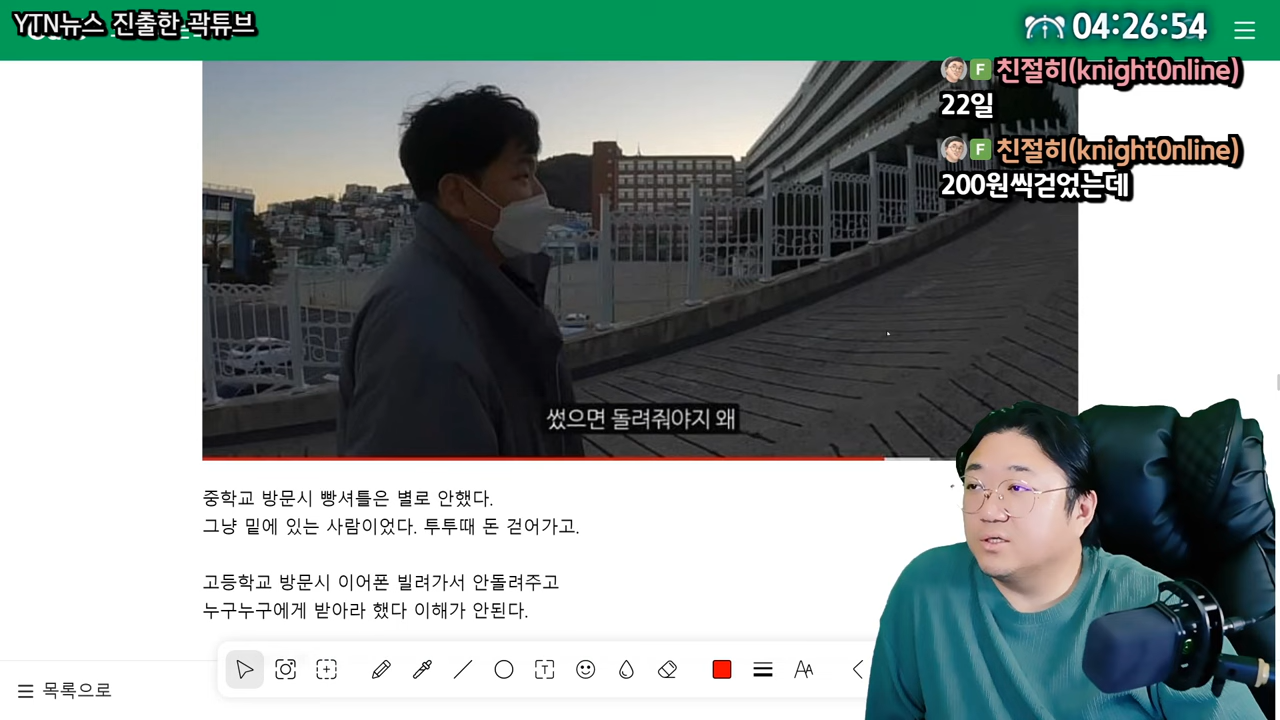 YTN뉴스 진출한 곽튜브
04:26:54
F 친절히(knight0nline)
22일
F 친절히(knight0nline)
200원씩걷었는데
썼으면 돌려줘야지 왜
중학교 방문시 빵셔틀은 별로 안했다.
그냥 밑에 있는 사람이었다. 투투때 돈 걷어가고.
고등학교 방문시 이어폰 빌려가서 안돌려주고
누구누구에게 받아라 했다 이해가 안된다.
목록으로